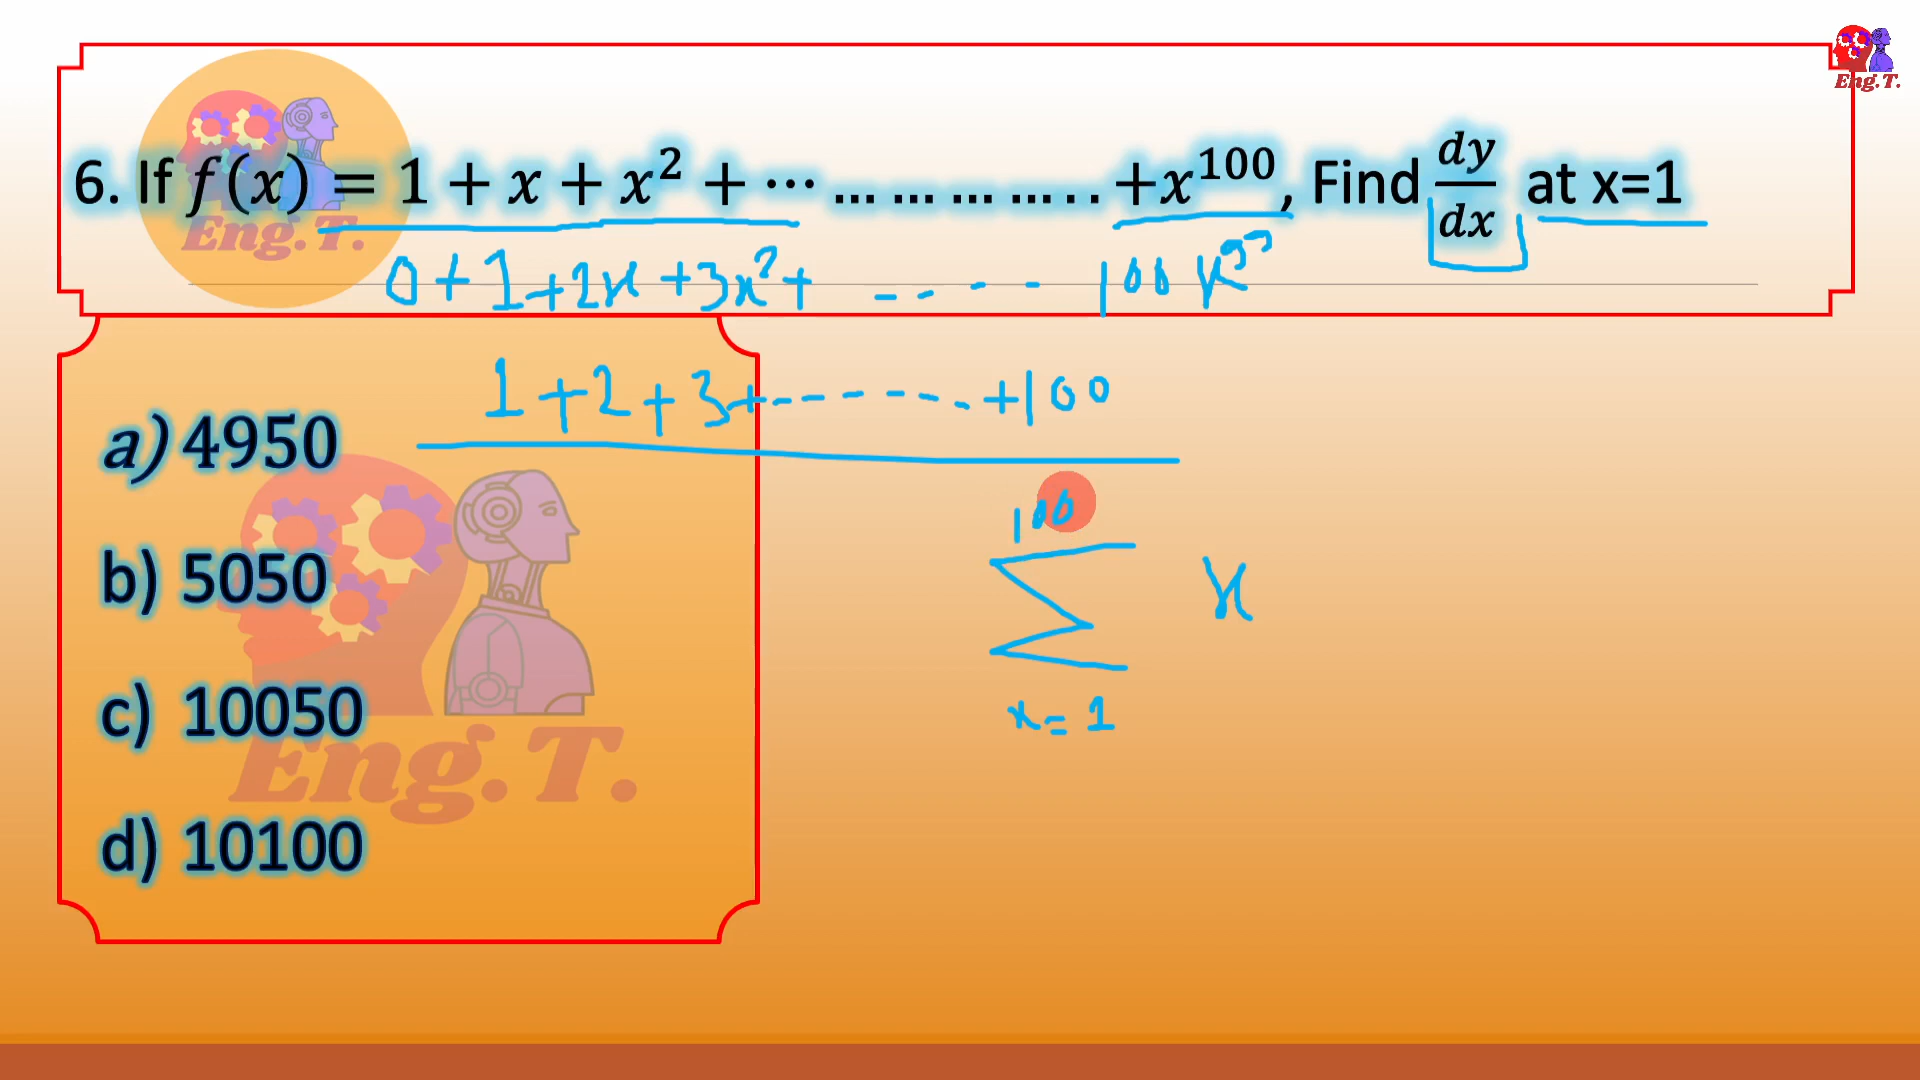 Eng.T.
6. If f(x) = 1 + x + x² + ⋯ … … … … . . +x¹⁰⁰, Find dy/dx at x=1
Eng.T.
0 + 1 + 2x + 3x² + - - - - 100 x⁹⁹
1 + 2 + 3 + - - - - - - - +100
a) 4950
100
Σ x
x = 1
b) 5050
c) 10050
d) 10100
Eng.T.